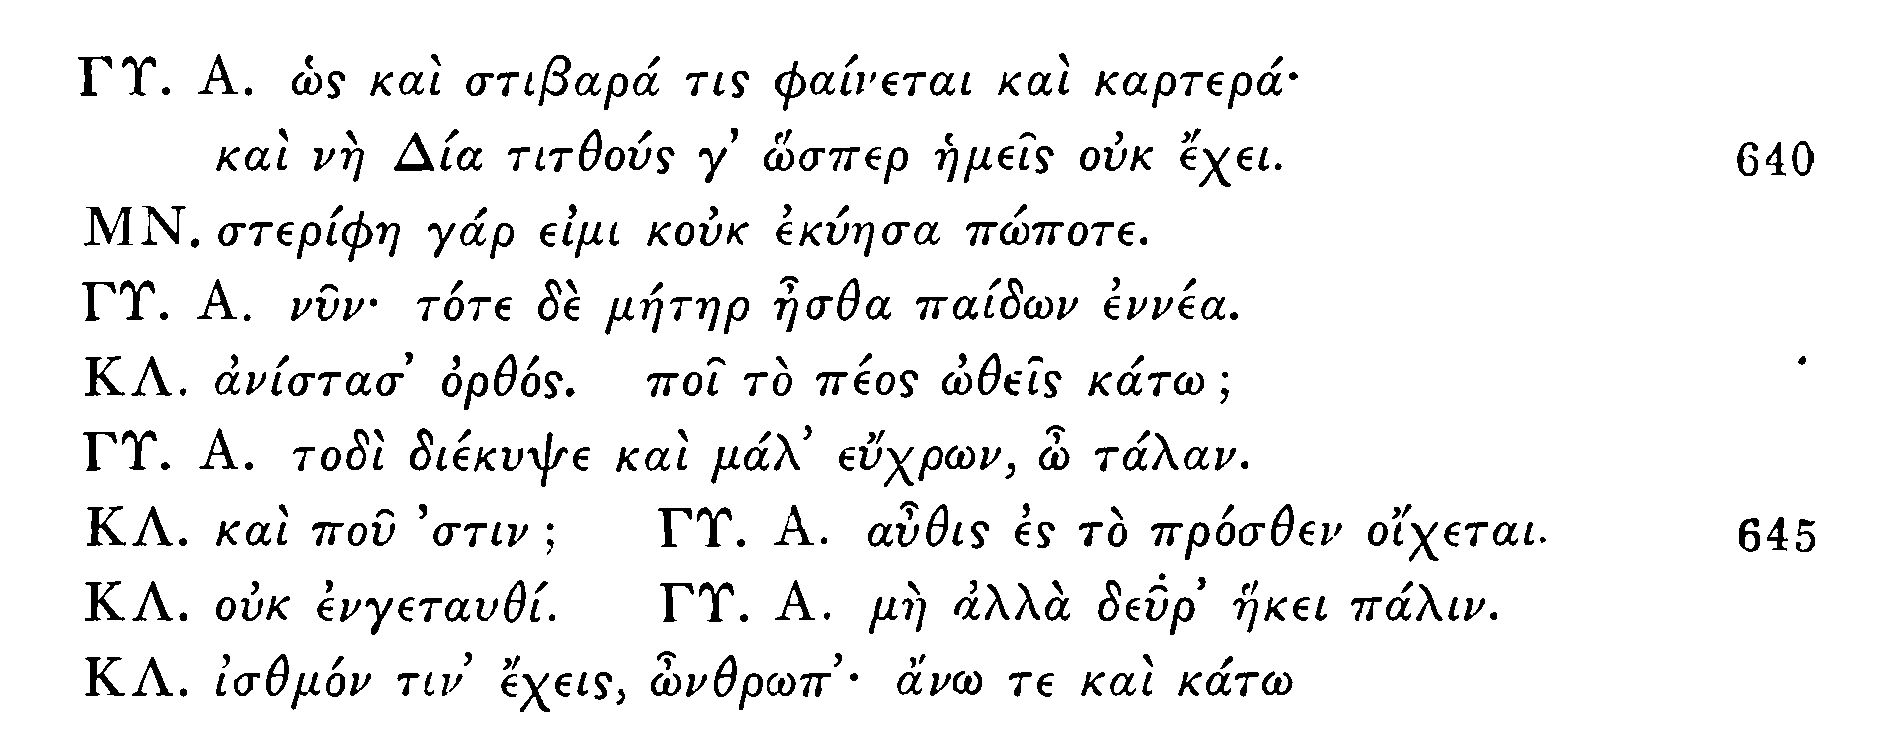 ΓΥ. Α. ὡς καὶ στιβαρά τις φαίνεται καὶ καρτερά·
καὶ νὴ Δία τιτθούς γ’ ὥσπερ ἡμεῖς οὐκ ἔχει. 640
ΜΝ. στερίφη γάρ εἰμι κοὐκ ἐκύησα πώποτε.
ΓΥ. Α. νῦν· τότε δὲ μήτηρ ἦσθα παίδων ἐννέα.
ΚΛ. ἀνίστασ’ ὀρθός. ποῖ τὸ πέος ὠθεῖς κάτω;
ΓΥ. Α. τοδὶ διέκυψε καὶ μάλ’ εὔχρων, ὦ τάλαν.
ΚΛ. καὶ ποῦ ’στιν; ΓΥ. Α. αὖθις ἐς τὸ πρόσθεν οἴχεται. 645
ΚΛ. οὐκ ἐνγεταυθί. ΓΥ. Α. μὴ ἀλλὰ δεῦρ’ ἥκει πάλιν.
ΚΛ. ἰσθμόν τιν’ ἔχεις, ὦνθρωπ’· ἄνω τε καὶ κάτω